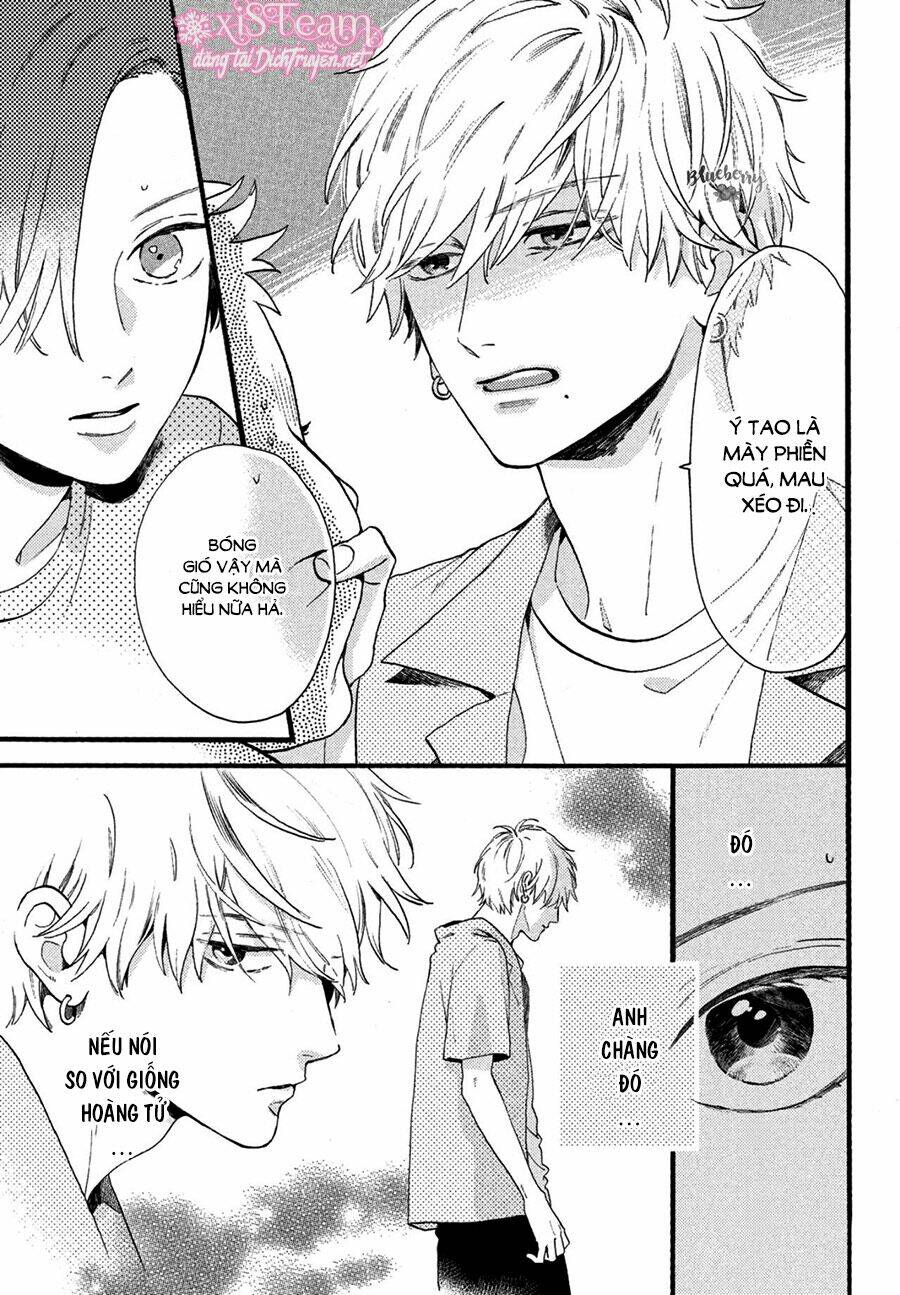 xiSTeam
đăng tại DichTruyen.net
Blueberry
Ý TAO LÀ
MÀY PHIỀN
QUÁ, MAU
XÉO ĐI.
BÓNG
GIÓ VẬY MÀ
CŨNG KHÔNG
HIỂU NỮA HẢ.
ĐÓ
...
ANH
CHÀNG
ĐÓ
...
NẾU NÓI
SO VỚI GIỐNG
HOÀNG TỬ
...